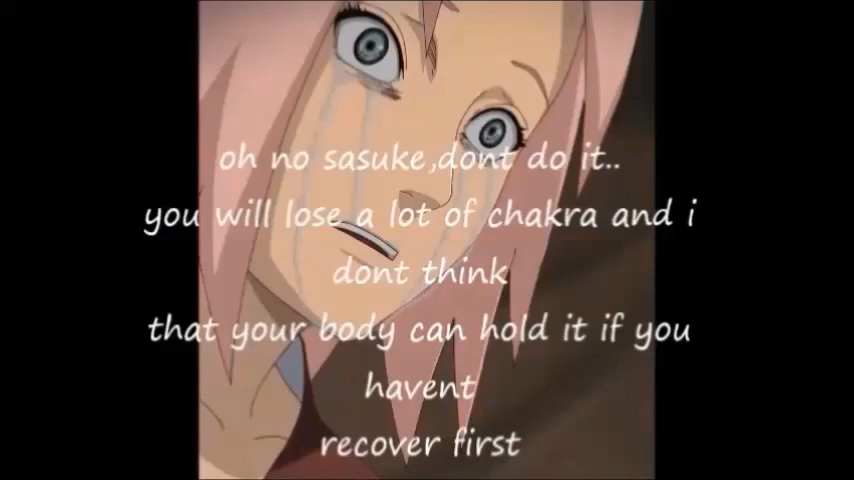 oh no sasuke,dont do it..
you will lose a lot of chakra and i
dont think
that your body can hold it if you
havent
recover first